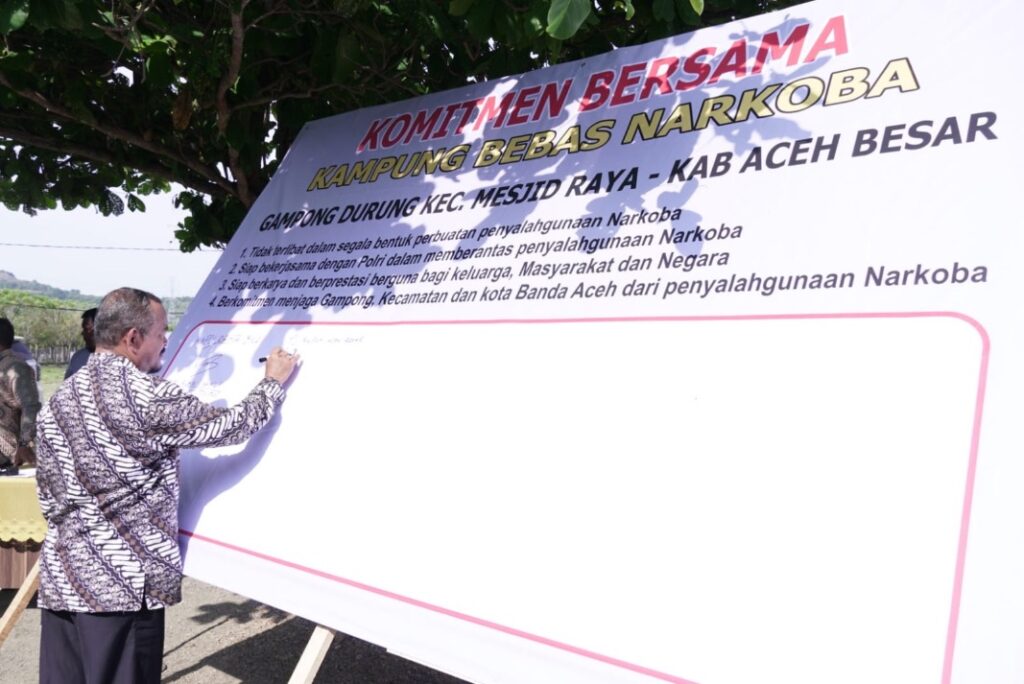 KOMITMEN BERSAMA
KAMPUNG BEBAS NARKOBA
GAMPONG DURUNG KEC. MESJID RAYA - KAB ACEH BESAR
1. Tidak terlibat dalam segala bentuk perbuatan penyalahgunaan Narkoba
2. Siap bekerjasama dengan Polri dalam memberantas penyalahgunaan Narkoba
3. Siap berkarya dan berprestasi berguna bagi keluarga, Masyarakat dan Negara
4. Berkomitmen menjaga Gampong, Kecamatan dan kota Banda Aceh dari penyalahgunaan Narkoba